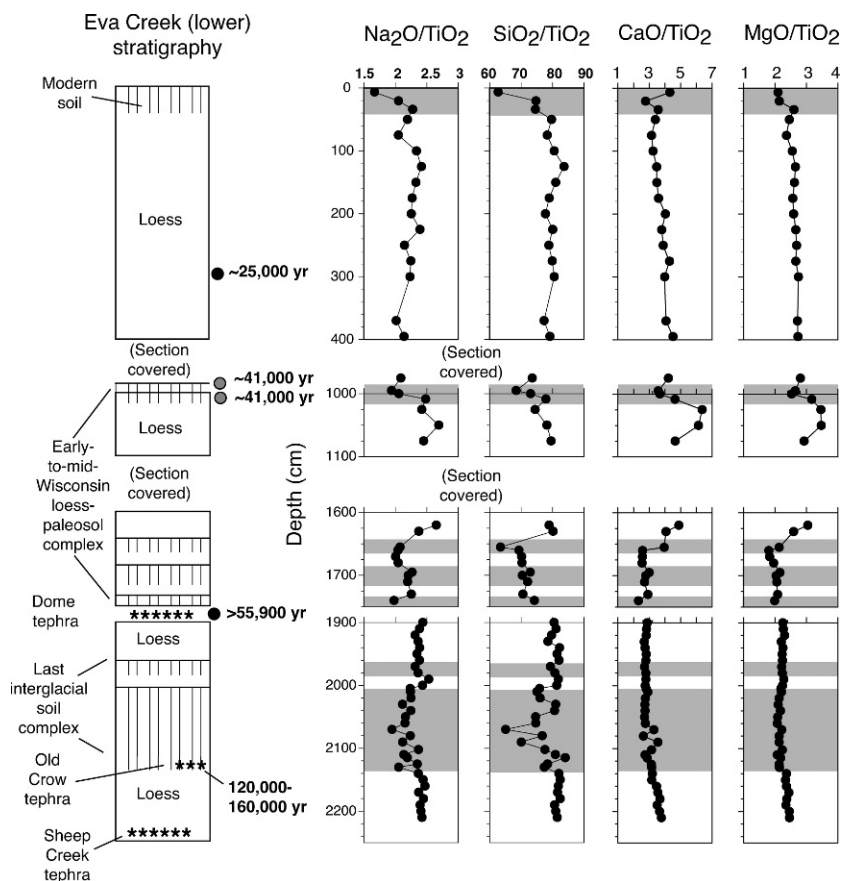 Eva Creek (lower)
stratigraphy
Modern
soil
Loess
~25,000 yr
(Section
covered)
~41,000 yr
~41,000 yr
Loess
Early-
to-mid-
Wisconsin
loess-
paleosol
complex
(Section
covered)
Dome
tephra
******
>55,900 yr
Loess
Last
interglacial
soil
complex
Old
Crow
tephra
***
120,000-
160,000 yr
Loess
Sheep
Creek
tephra
******
Depth (cm)
Na2O/TiO2
1.5 2 2.5 3
SiO2/TiO2
60 70 80 90
CaO/TiO2
1 3 5 7
MgO/TiO2
1 2 3 4
0
100
200
300
400
(Section
covered)
1000
1100
(Section
covered)
1600
1700
1900
2000
2100
2200